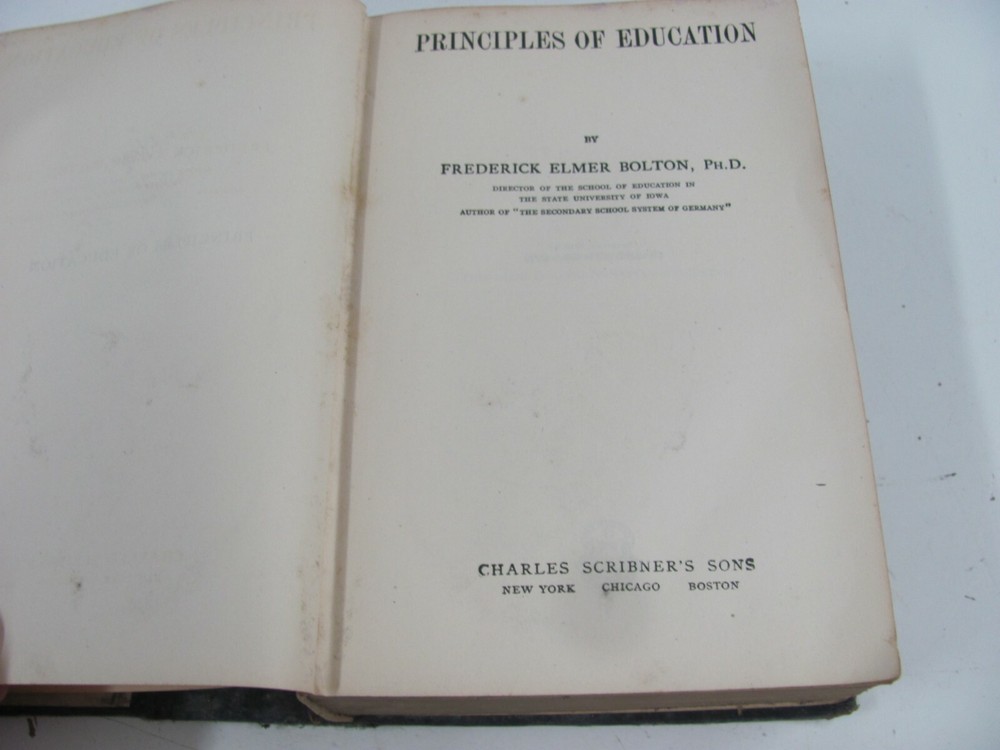 PRINCIPLES OF EDUCATION
BY
FREDERICK ELMER BOLTON, PH.D.
DIRECTOR OF THE SCHOOL OF EDUCATION IN
THE STATE UNIVERSITY OF IOWA
AUTHOR OF "THE SECONDARY SCHOOL SYSTEM OF GERMANY"
CHARLES SCRIBNER'S SONS
NEW YORK CHICAGO BOSTON